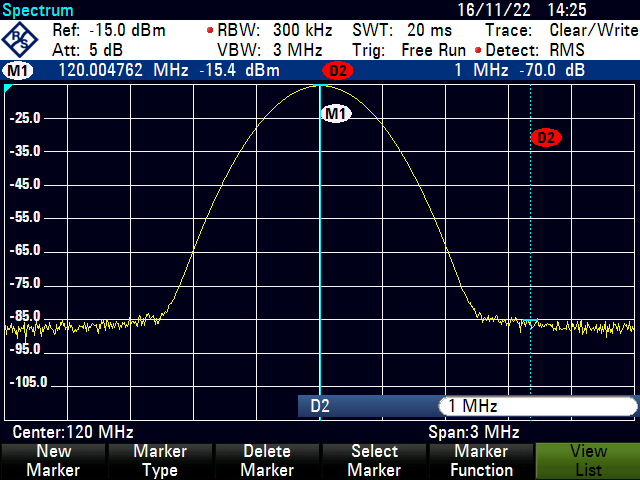 Spectrum 16/11/22 14:25
R&S
Ref: -15.0 dBm RBW: 300 kHz SWT: 20 ms Trace: Clear/Write
Att: 5 dB VBW: 3 MHz Trig: Free Run Detect: RMS
M1 120.004762 MHz -15.4 dBm D2 1 MHz -70.0 dB
M1
-25.0
D2
-35.0
-45.0
-55.0
-65.0
-75.0
-85.0
-95.0
-105.0
D2 1 MHz
Center:120 MHz Span:3 MHz
New Marker
Marker Type
Delete Marker
Select Marker
Marker Function
View List